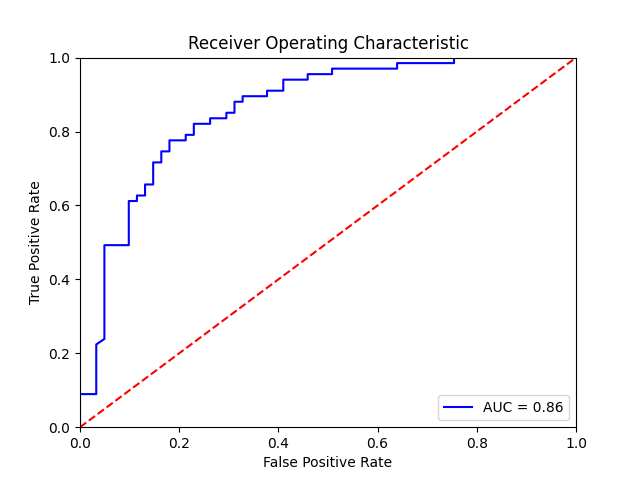 Receiver Operating Characteristic
True Positive Rate
1.0
0.8
0.6
0.4
0.2
0.0
AUC = 0.86
0.0 0.2 0.4 0.6 0.8 1.0
False Positive Rate